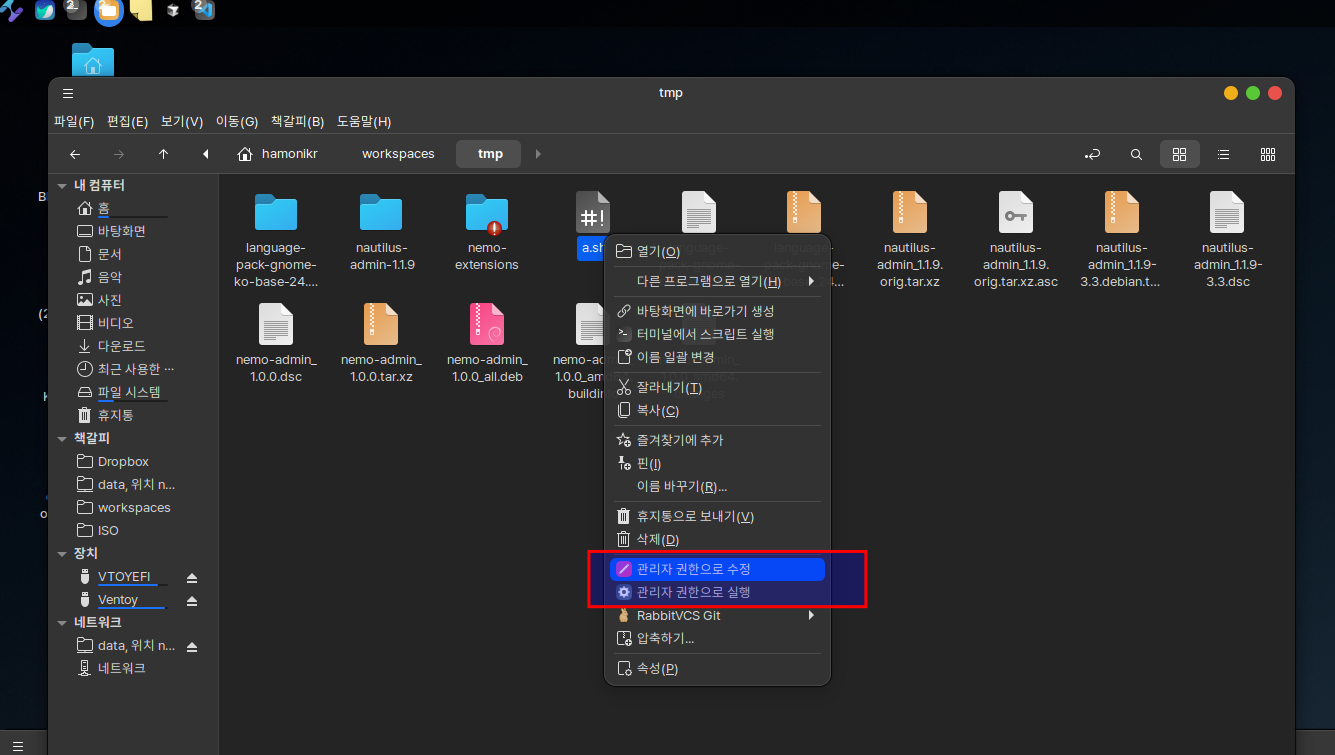 2
2
tmp
파일(F) 편집(E) 보기(V) 이동(G) 책갈피(B) 도움말(H)
hamonikr workspaces tmp
내 컴퓨터
홈
바탕화면
문서
음악
사진
비디오
다운로드
최근 사용한 …
파일 시스템
휴지통
책갈피
Dropbox
data, 위치 n...
workspaces
ISO
장치
VTOYEFI
Ventoy
네트워크
data, 위치 n...
네트워크
language-
pack-gnome-
ko-base-24....
nautilus-
admin-1.1.9
nemo-
extensions
#!
a.sh
nautilus-
admin_1.1.9.
orig.tar.xz
nautilus-
admin_1.1.9.
orig.tar.xz.asc
nautilus-
admin_1.1.9-
3.3.debian.t...
nautilus-
admin_1.1.9-
3.3.dsc
nemo-admin_
1.0.0.dsc
nemo-admin_
1.0.0.tar.xz
nemo-admin_
1.0.0_all.deb
열기(O)
다른 프로그램으로 열기(H)
바탕화면에 바로가기 생성
터미널에서 스크립트 실행
이름 일괄 변경
잘라내기(T)
복사(C)
즐겨찾기에 추가
핀(I)
이름 바꾸기(R)...
휴지통으로 보내기(V)
삭제(D)
관리자 권한으로 수정
관리자 권한으로 실행
RabbitVCS Git
압축하기...
속성(P)